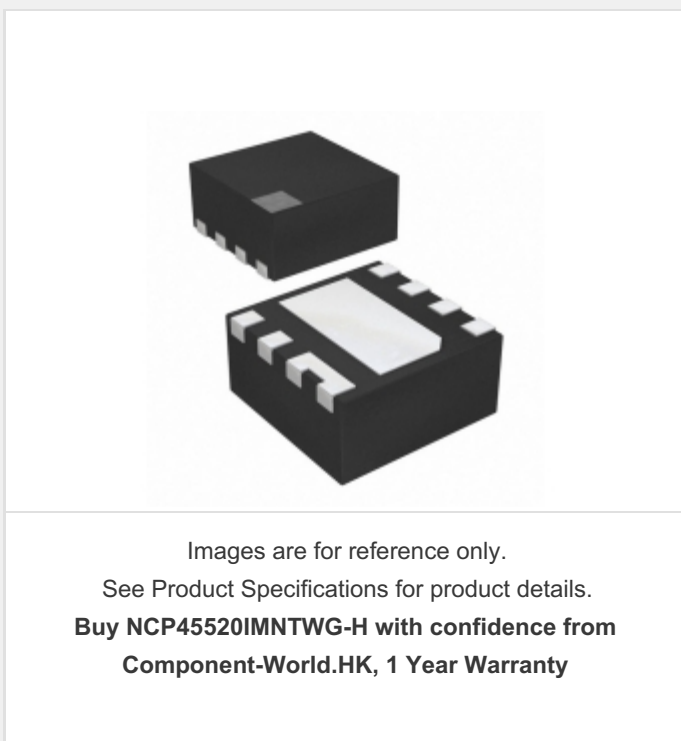 Images are for reference only.
See Product Specifications for product details.
Buy NCP45520IMNTWG-H with confidence from
Component-World.HK, 1 Year Warranty